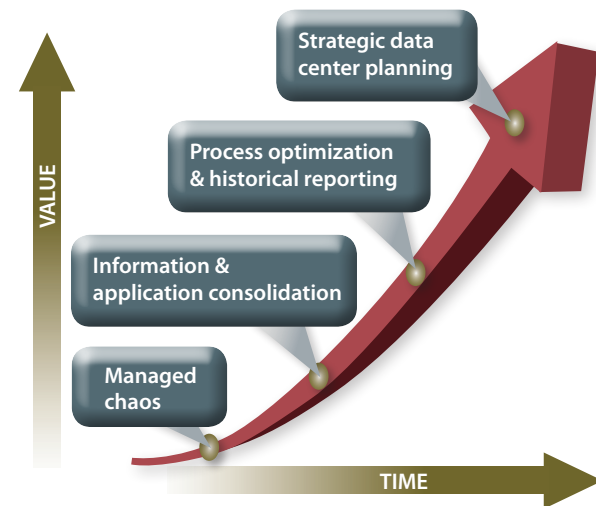 Strategic data
center planning
Process optimization
& historical reporting
Information &
application consolidation
Managed
chaos
VALUE
TIME